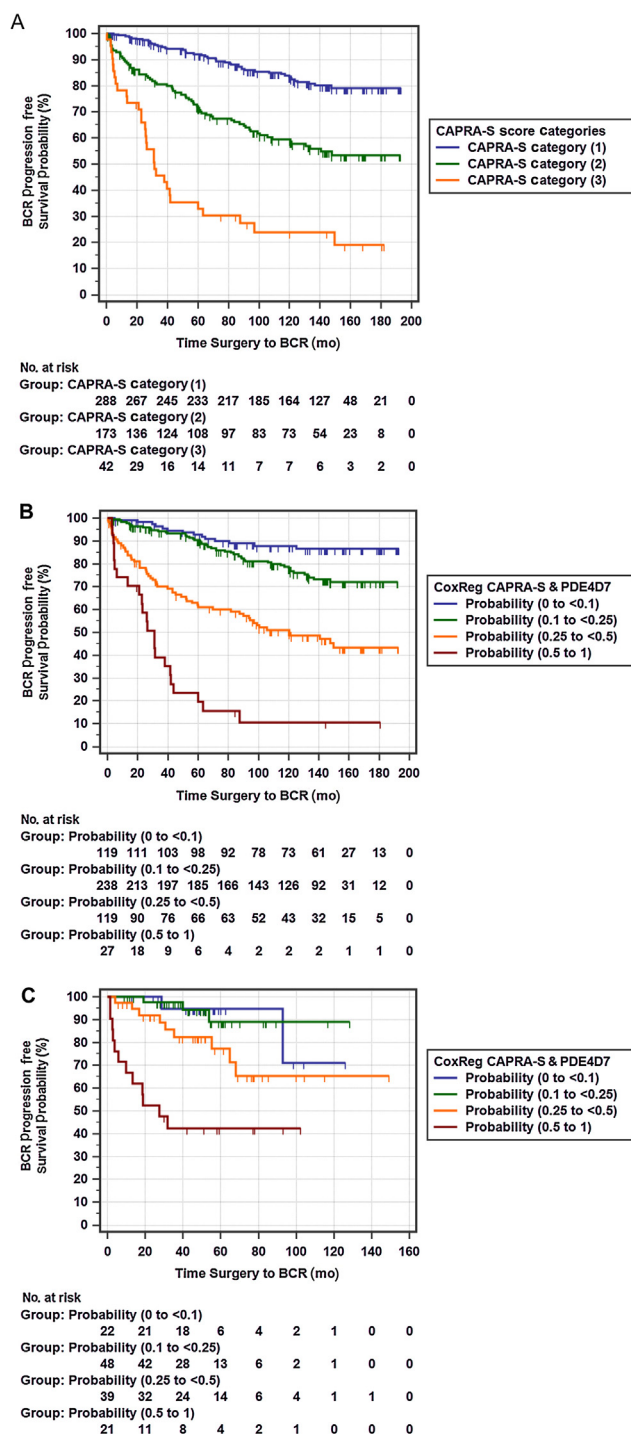 A
BCR progression free
survival probability (%)
100
90
80
70
60
50
40
30
20
10
0
0 20 40 60 80 100 120 140 160 180 200
Time Surgery to BCR (mo)
CAPRA-S score categories
CAPRA-S category (1)
CAPRA-S category (2)
CAPRA-S category (3)
No. at risk
Group: CAPRA-S category (1)
288 267 245 233 217 185 164 127 48 21 0
Group: CAPRA-S category (2)
173 136 124 108 97 83 73 54 23 8 0
Group: CAPRA-S category (3)
42 29 16 14 11 7 7 6 3 2 0
B
BCR progression free
survival probability (%)
100
90
80
70
60
50
40
30
20
10
0
0 20 40 60 80 100 120 140 160 180 200
Time Surgery to BCR (mo)
CoxReg CAPRA-S & PDE4D7
Probability (0 to <0.1)
Probability (0.1 to <0.25)
Probability (0.25 to <0.5)
Probability (0.5 to 1)
No. at risk
Group: Probability (0 to <0.1)
119 111 103 98 92 78 73 61 27 13 0
Group: Probability (0.1 to <0.25)
238 213 197 185 166 143 126 92 31 12 0
Group: Probability (0.25 to <0.5)
119 90 76 66 63 52 43 32 15 5 0
Group: Probability (0.5 to 1)
27 18 9 6 4 2 2 2 1 1 0
C
BCR progression free
survival probability (%)
100
90
80
70
60
50
40
30
20
10
0
0 20 40 60 80 100 120 140 160
Time Surgery to BCR (mo)
CoxReg CAPRA-S & PDE4D7
Probability (0 to <0.1)
Probability (0.1 to <0.25)
Probability (0.25 to <0.5)
Probability (0.5 to 1)
No. at risk
Group: Probability (0 to <0.1)
22 21 18 6 4 2 1 0 0
Group: Probability (0.1 to <0.25)
48 42 28 13 6 2 1 0 0
Group: Probability (0.25 to <0.5)
39 32 24 14 6 4 1 1 0
Group: Probability (0.5 to 1)
21 11 8 4 2 1 0 0 0